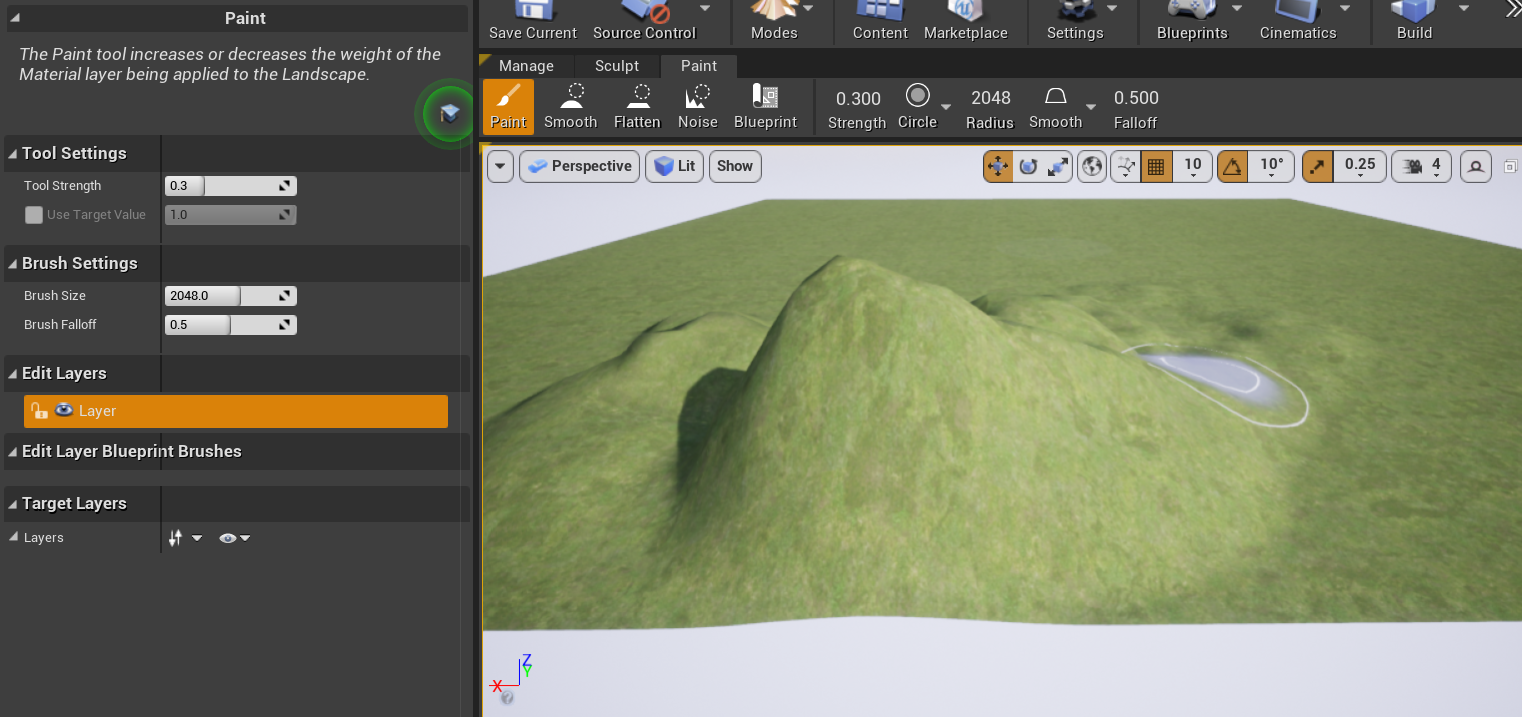 Paint
The Paint tool increases or decreases the weight of the
Material layer being applied to the Landscape.
Tool Settings
Tool Strength 0.3
Use Target Value 1.0
Brush Settings
Brush Size 2048.0
Brush Falloff 0.5
Edit Layers
Layer
Edit Layer Blueprint Brushes
Target Layers
Layers
Save Current Source Control Modes Content Marketplace Settings Blueprints Cinematics Build
Manage Sculpt Paint
Paint Smooth Flatten Noise Blueprint
0.300 2048 0.500
Strength Circle Radius Smooth Falloff
Perspective Lit Show 10 10° 0.25 4
Z
Y
X